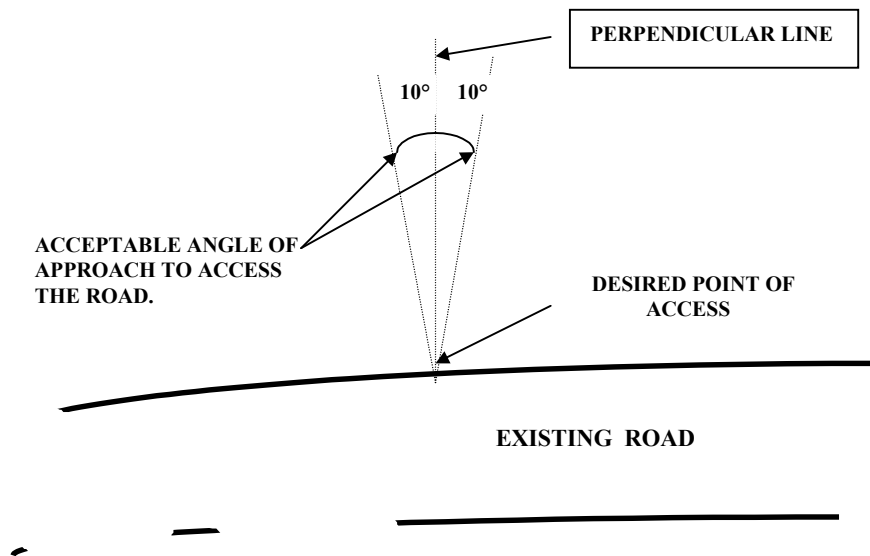 PERPENDICULAR LINE
10° 10°
ACCEPTABLE ANGLE OF
APPROACH TO ACCESS
THE ROAD.
DESIRED POINT OF
ACCESS
EXISTING ROAD